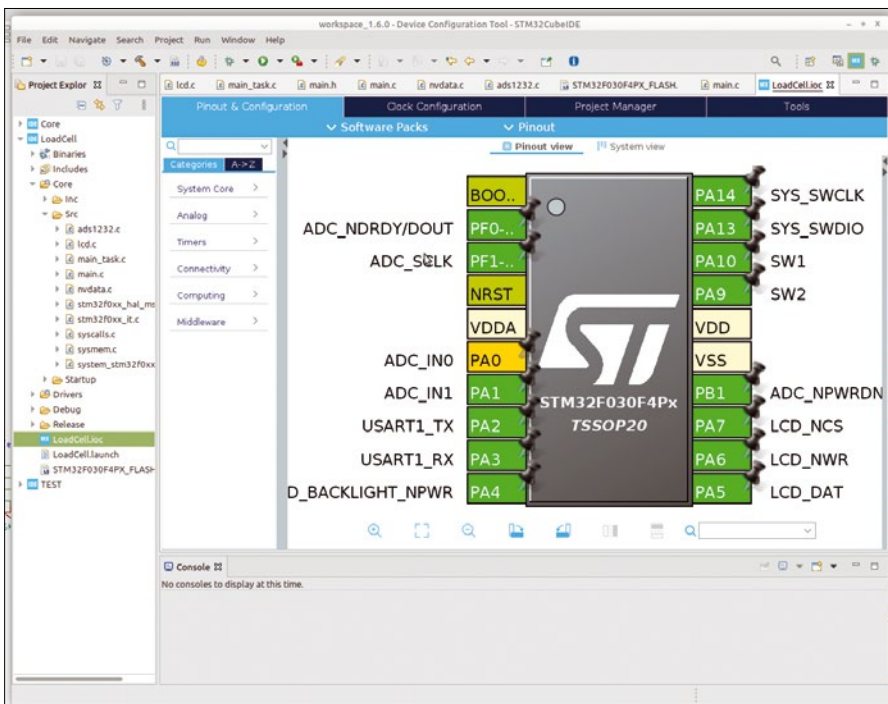 workspace_1.6.0 - Device Configuration Tool - STM32CubeIDE
File Edit Navigate Search Project Run Window Help
Project Explor
lcd.c main_task.c main.h main.c nvdata.c ads1232.c STM32F030F4PX_FLASH. main.c LoadCell.ioc
Pinout & Configuration Clock Configuration Project Manager Tools
Software Packs Pinout
Pinout view System view
Core
LoadCell
Binaries
Includes
Core
Inc
Src
ads1232.c
lcd.c
main_task.c
main.c
nvdata.c
stm32f0xx_hal_ms
stm32f0xx_it.c
syscalls.c
sysmem.c
system_stm32f0xx
Startup
Drivers
Debug
Release
LoadCell.ioc
LoadCell.launch
STM32F030F4PX_FLASH
TEST
Categories A->Z
System Core
Analog
Timers
Connectivity
Computing
Middleware
BOO.. PA14 SYS_SWCLK
ADC_NDRDY/DOUT PF0-.. PA13 SYS_SWDIO
ADC_SCLK PF1-.. PA10 SW1
NRST PA9 SW2
VDDA VDD
ADC_IN0 PA0 VSS
ADC_IN1 PA1 PB1 ADC_NPWRDN
USART1_TX PA2 PA7 LCD_NCS
USART1_RX PA3 PA6 LCD_NWR
D_BACKLIGHT_NPWR PA4 PA5 LCD_DAT
ST
STM32F030F4Px
TSSOP20
Console
No consoles to display at this time.